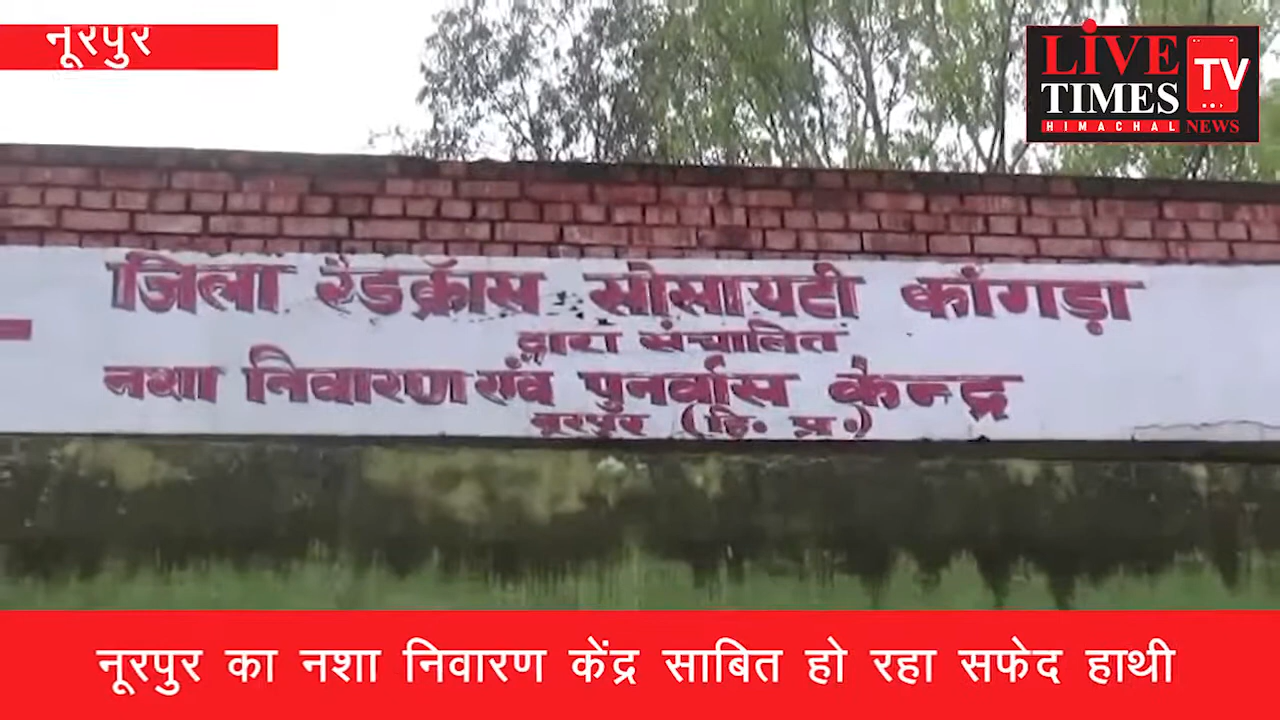 नूरपुर
LIVE
TIMES
TV
HIMACHAL NEWS
जिला रेडक्रॉस सोसायटी काँगड़ा
द्वारा संचालित
नशा निवारण एवं पुनर्वास केन्द्र
नूरपुर (हि. प्र.)
नूरपुर का नशा निवारण केंद्र साबित हो रहा सफेद हाथी